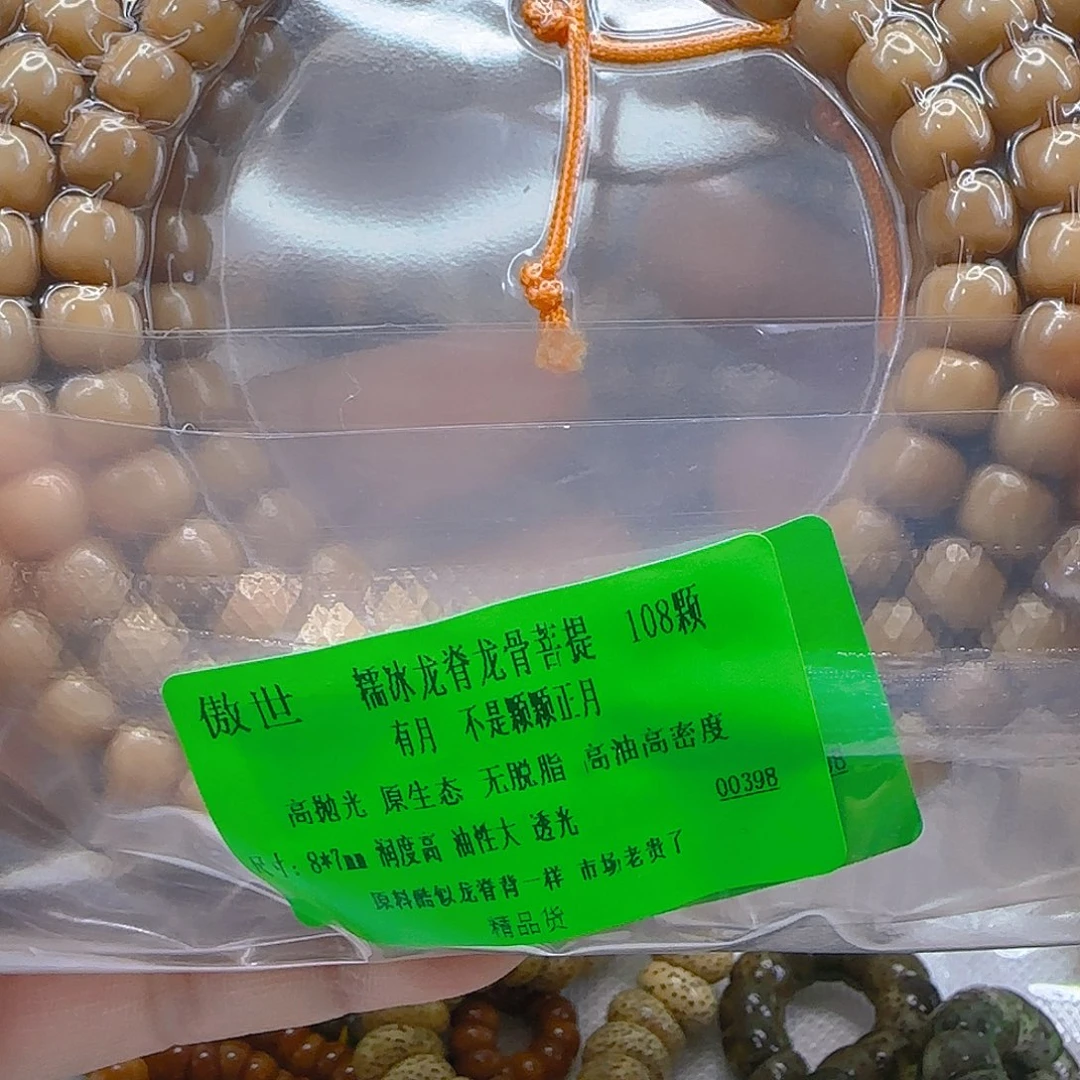 傲世 糯冰龙脊龙骨菩提 108颗
有月 不是颗颗正月
高抛光 原生态 无脱脂 高油高密度
00398
尺寸：8*7mm 润度高 油性大 透光
原料酷似龙脊背一样 市场老贵了
精品货